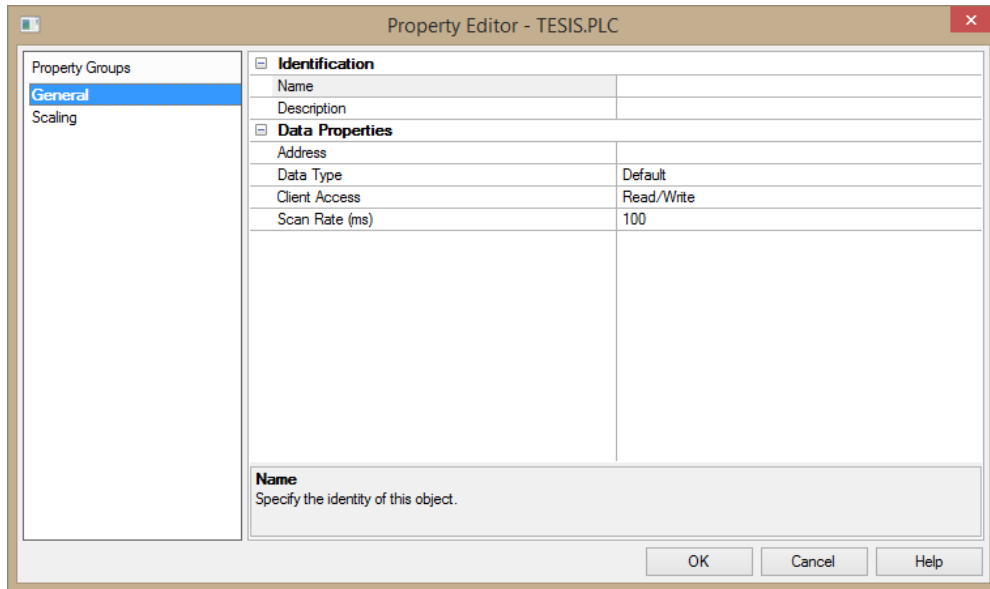 Property Editor - TESIS.PLC
Property Groups
General
Scaling
Identification
Name
Description
Data Properties
Address
Data Type Default
Client Access Read/Write
Scan Rate (ms) 100
Name
Specify the identity of this object.
OK Cancel Help